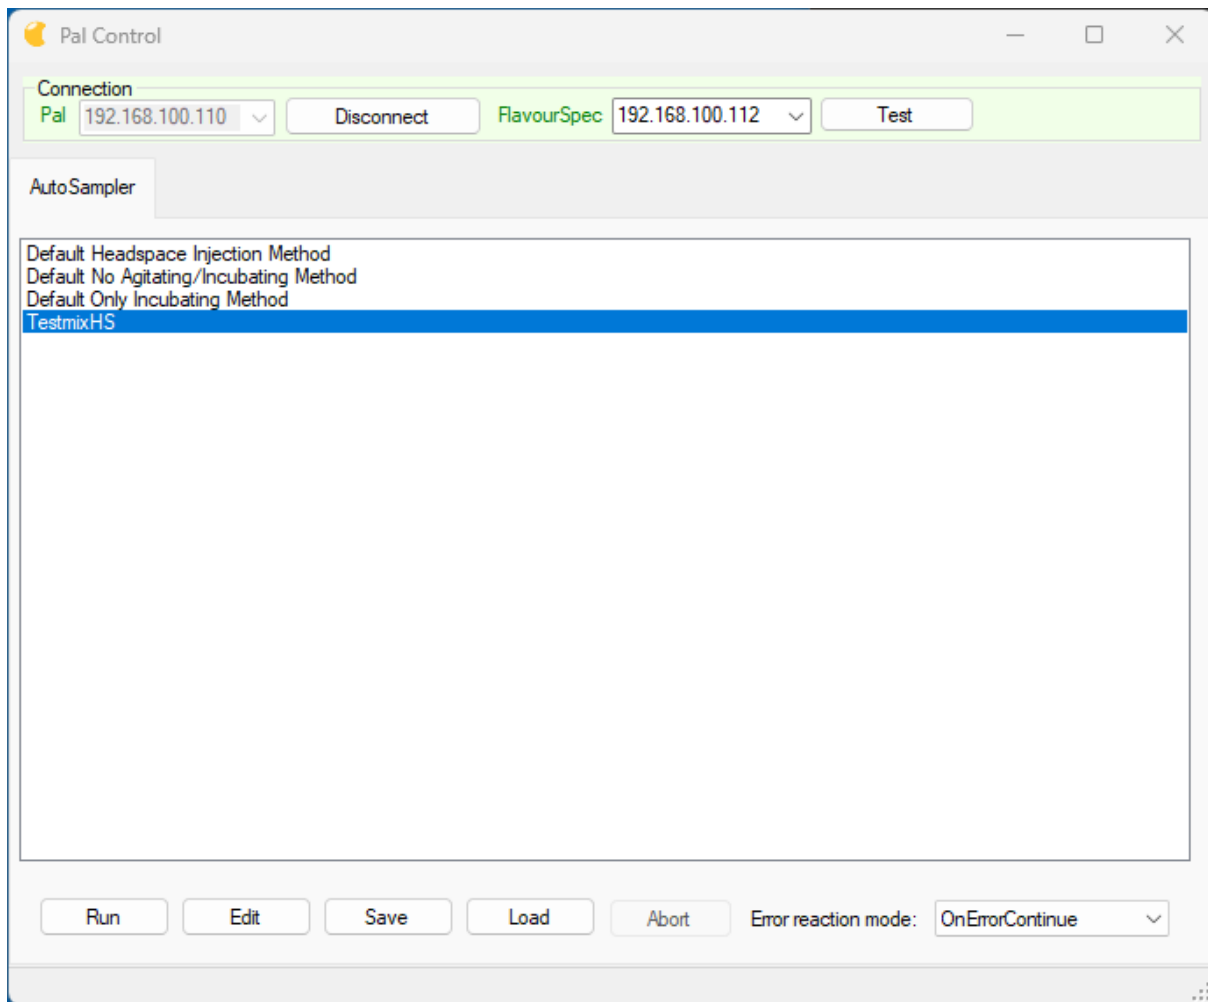 Pal Control
Connection
Pal 192.168.100.110 Disconnect FlavourSpec 192.168.100.112 Test
AutoSampler
Default Headspace Injection Method
Default No Agitating/Incubating Method
Default Only Incubating Method
TestmixHS
Run Edit Save Load Abort Error reaction mode: OnErrorContinue